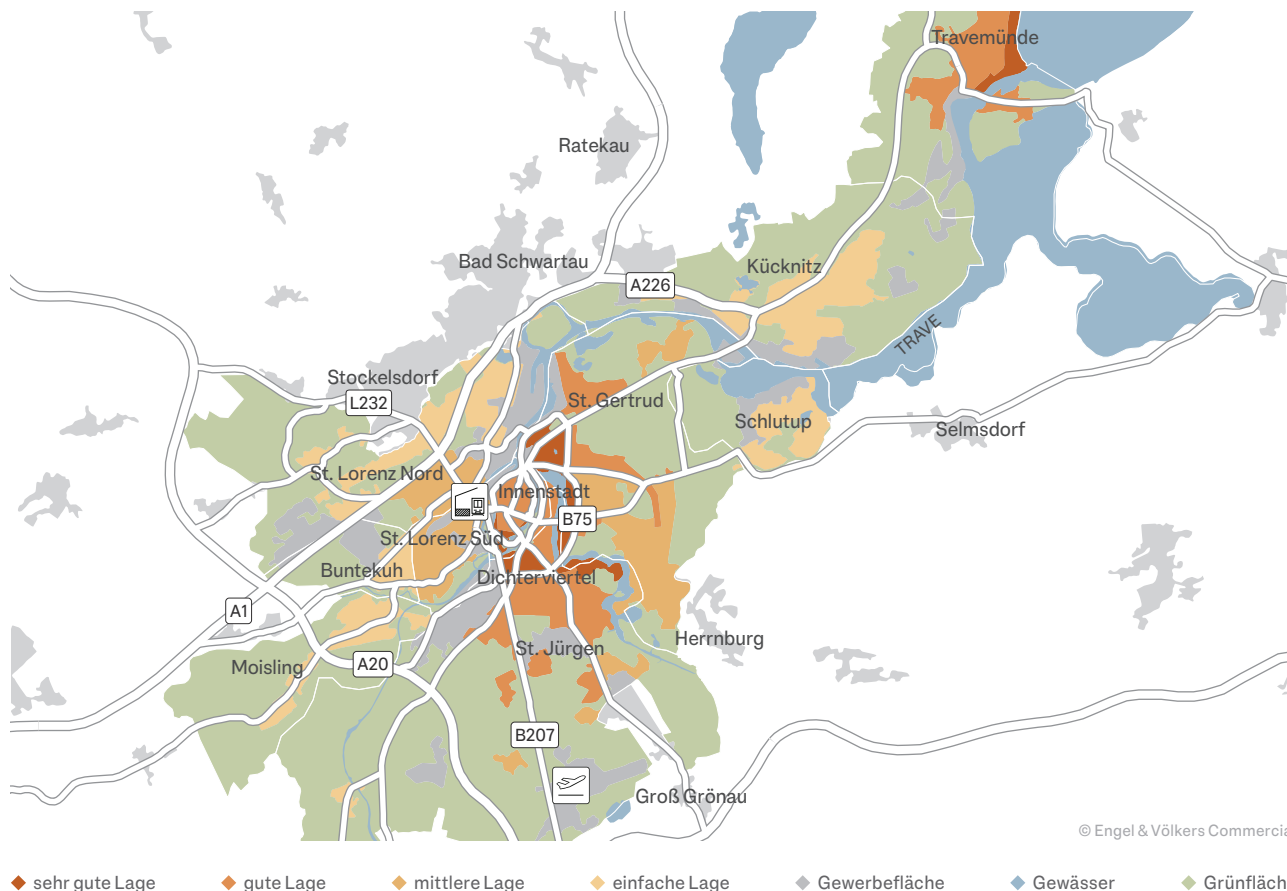 Travemünde
Ratekau
Bad Schwartau
Kücknitz
A226
TRAVE
Stockelsdorf
L232
St. Gertrud
Schlutup
Selmsdorf
St. Lorenz Nord
Innenstadt
B75
St. Lorenz Süd
Buntekuh
Dichterviertel
A1
Herrnburg
St. Jürgen
Moisling
A20
B207
Groß Grönau
© Engel & Völkers Commercia
sehr gute Lage gute Lage mittlere Lage einfache Lage Gewerbefläche Gewässer Grünfläch